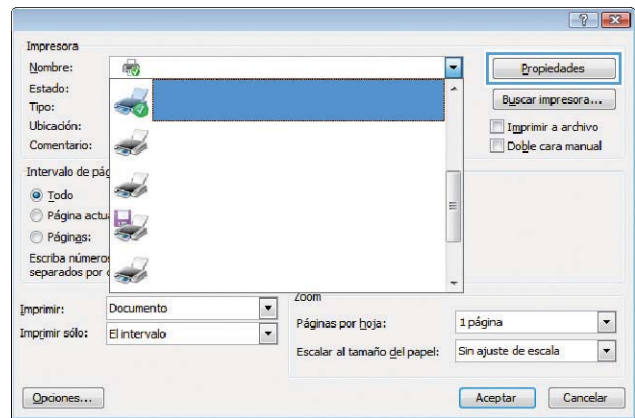 Impresora
Nombre:
Propiedades
Estado:
Tipo:
Buscar impresora...
Ubicación:
Imprimir a archivo
Comentario:
Doble cara manual
Intervalo de pág
Todo
Página actu
Páginas:
Escriba números
separados por
Imprimir:
Documento
Imprimir sólo:
El intervalo
Zoom
Páginas por hoja:
1 página
Escalar al tamaño del papel:
Sin ajuste de escala
Opciones...
Aceptar
Cancelar